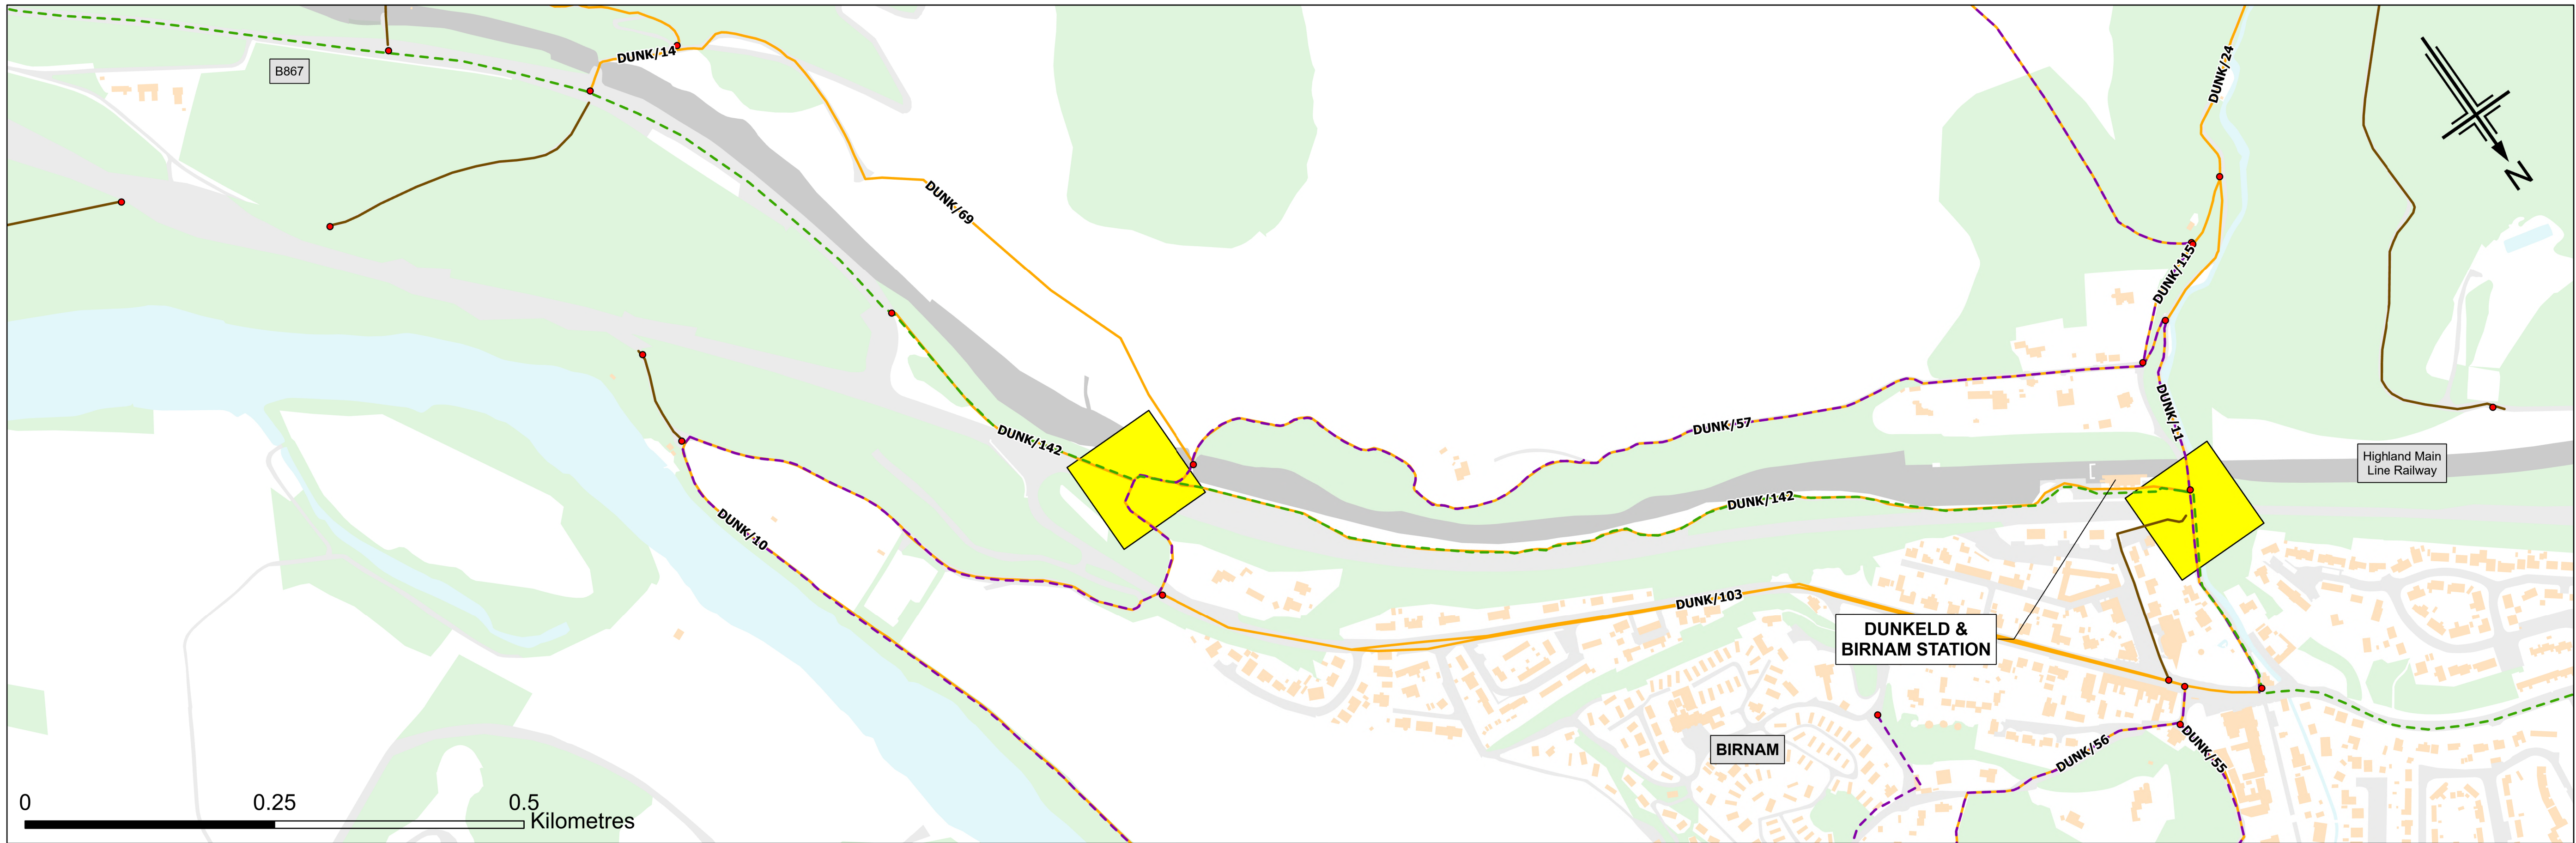 DUNK/14
B867
DUNK/24
N
DUNK/69
DUNK/115
DUNK/11
DUNK/57
DUNK/142
Highland Main
Line Railway
DUNK/142
DUNK/10
DUNK/103
DUNKELD &
BIRNAM STATION
BIRNAM
DUNK/56
DUNK/55
0 0.25 0.5
Kilometres